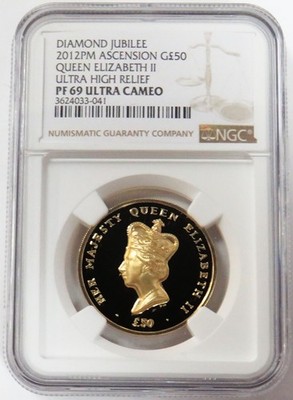 DIAMOND JUBILEE
2012PM ASCENSION G£50
QUEEN ELIZABETH II
ULTRA HIGH RELIEF
PF 69 ULTRA CAMEO
3624033-041
NUMISMATIC GUARANTY COMPANY
NGC
HER MAJESTY QUEEN ELIZABETH II
£50